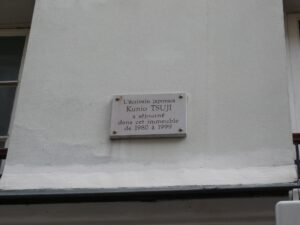 L'écrivain japonais
Kunio TSUJI
a séjourné
dans cet immeuble
de 1980 à 1999